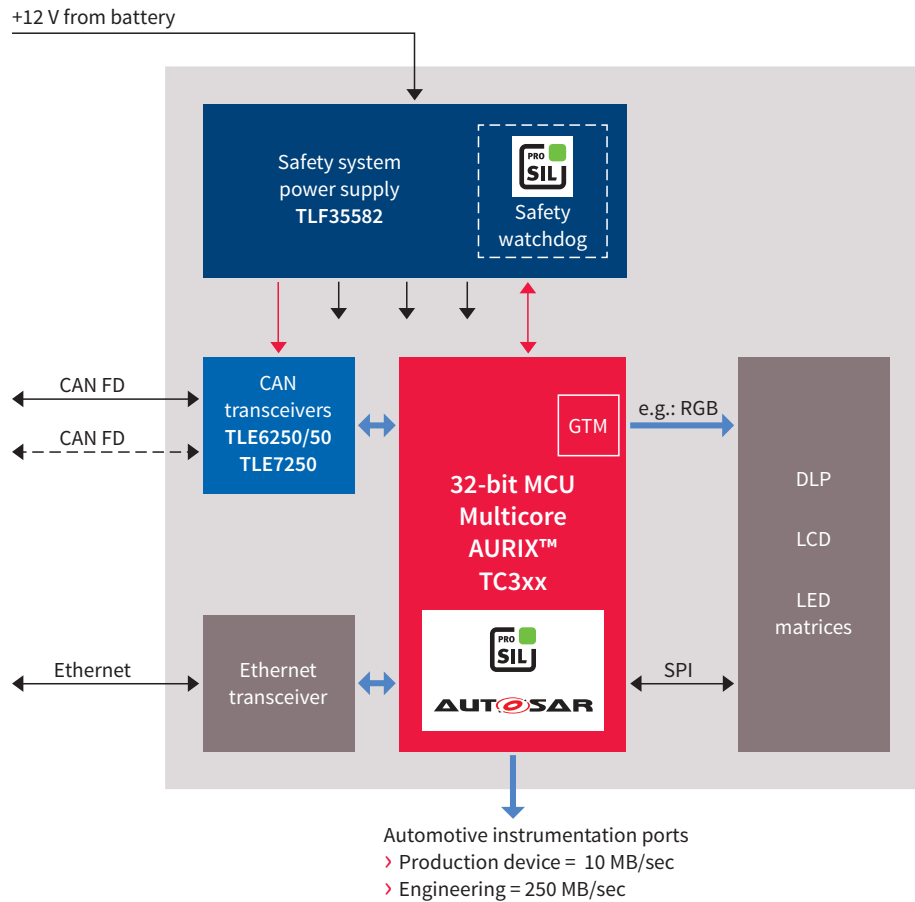 +12 V from battery
Safety system
power supply
TLF35582
PRO
SIL
Safety
watchdog
CAN FD
CAN FD
CAN
transceivers
TLE6250/50
TLE7250
GTM
e.g.: RGB
32-bit MCU
Multicore
AURIX™
TC3xx
PRO
SIL
AUTOSAR
DLP
LCD
LED
matrices
Ethernet
Ethernet
transceiver
SPI
Automotive instrumentation ports
› Production device = 10 MB/sec
› Engineering = 250 MB/sec